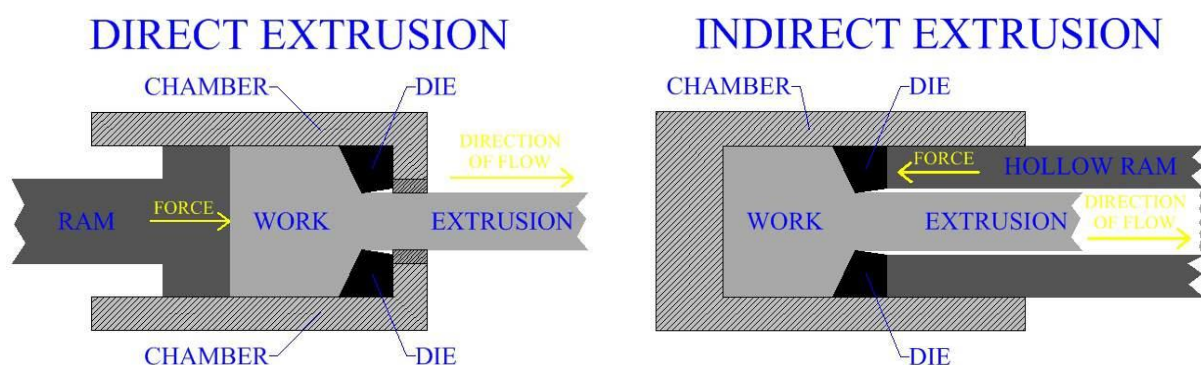 DIRECT EXTRUSION
CHAMBER
DIE
DIRECTION
OF FLOW
RAM
FORCE
WORK
EXTRUSION
CHAMBER
DIE
INDIRECT EXTRUSION
CHAMBER
DIE
FORCE
HOLLOW RAM
WORK
EXTRUSION
DIRECTION
OF FLOW
DIE